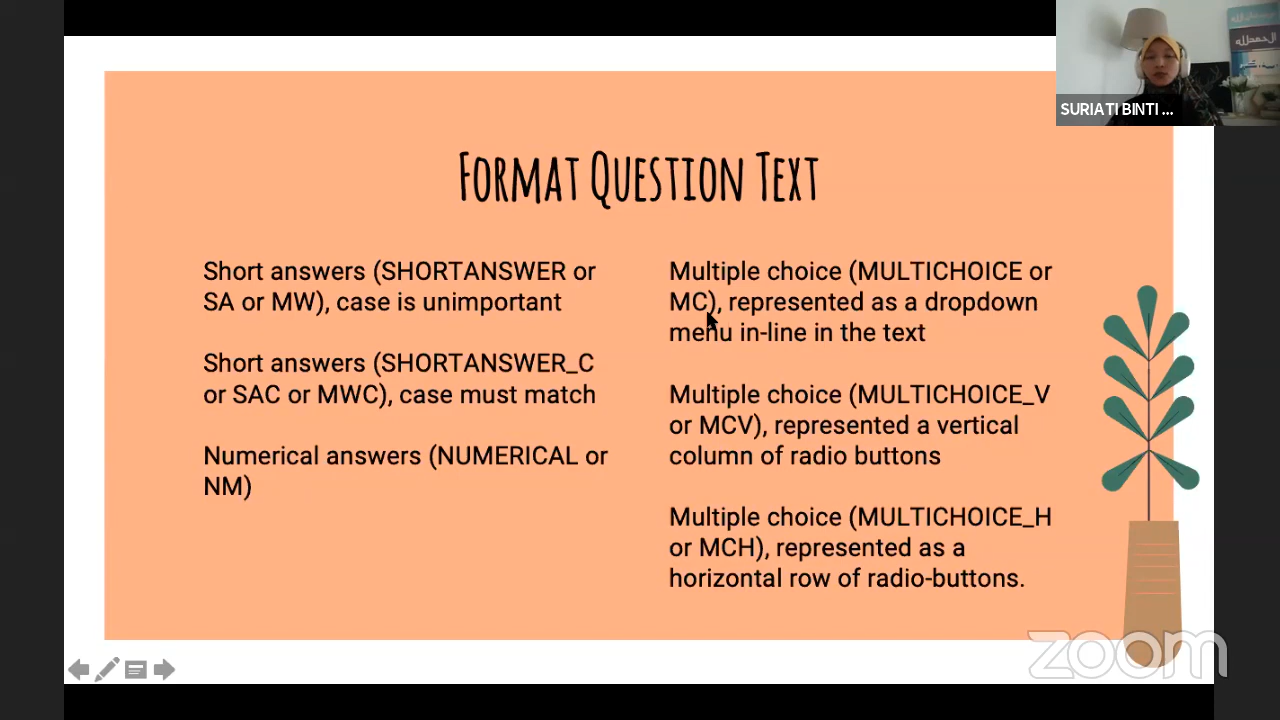 SURIATI BINTI ...
FORMAT QUESTION TEXT
Short answers (SHORTANSWER or
SA or MW), case is unimportant
Short answers (SHORTANSWER_C
or SAC or MWC), case must match
Numerical answers (NUMERICAL or
NM)
Multiple choice (MULTICHOICE or
MC), represented as a dropdown
menu in-line in the text
Multiple choice (MULTICHOICE_V
or MCV), represented a vertical
column of radio buttons
Multiple choice (MULTICHOICE_H
or MCH), represented as a
horizontal row of radio-buttons.
zoom